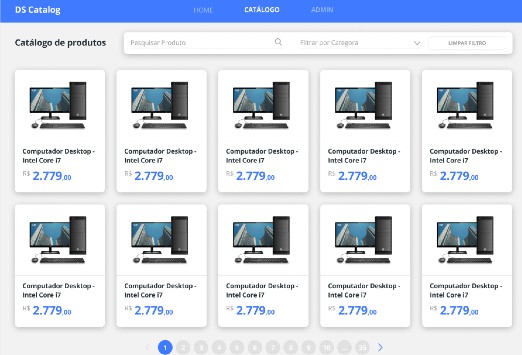 DS Catalog HOME CATÁLOGO ADMIN
Catálogo de produtos Pesquisar Produto Filtrar por Categora LIMPAR FILTRO
Computador Desktop - Computador Desktop - Computador Desktop - Computador Desktop - Computador Desktop -
Intel Core i7 Intel Core i7 Intel Core i7 Intel Core i7 Intel Core i7
R$ 2.779,00 R$ 2.779,00 R$ 2.779,00 R$ 2.779,00 R$ 2.779,00
Computador Desktop - Computador Desktop - Computador Desktop - Computador Desktop - Computador Desktop -
Intel Core i7 Intel Core i7 Intel Core i7 Intel Core i7 Intel Core i7
R$ 2.779,00 R$ 2.779,00 R$ 2.779,00 R$ 2.779,00 R$ 2.779,00
1 2 3 4 5 6 7 8 9 10 ...